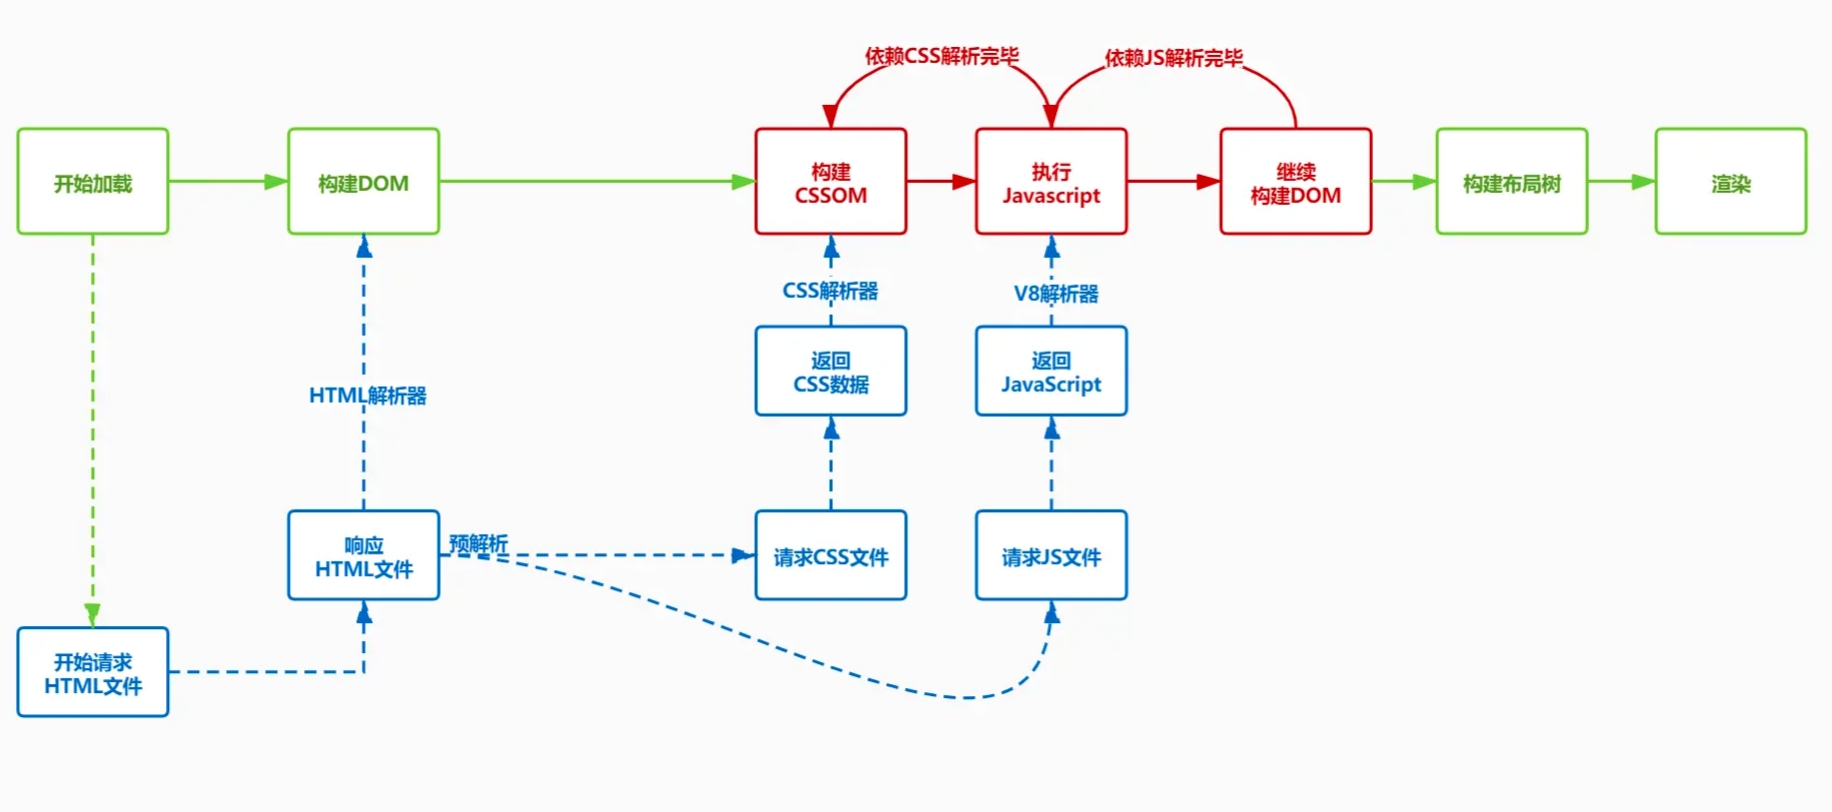 依赖CSS解析完毕
依赖JS解析完毕
开始加载
构建DOM
构建
CSSOM
执行
Javascript
继续
构建DOM
构建布局树
渲染
CSS解析器
V8解析器
返回
CSS数据
返回
JavaScript
HTML解析器
响应
HTML文件
预解析
请求CSS文件
请求JS文件
开始请求
HTML文件